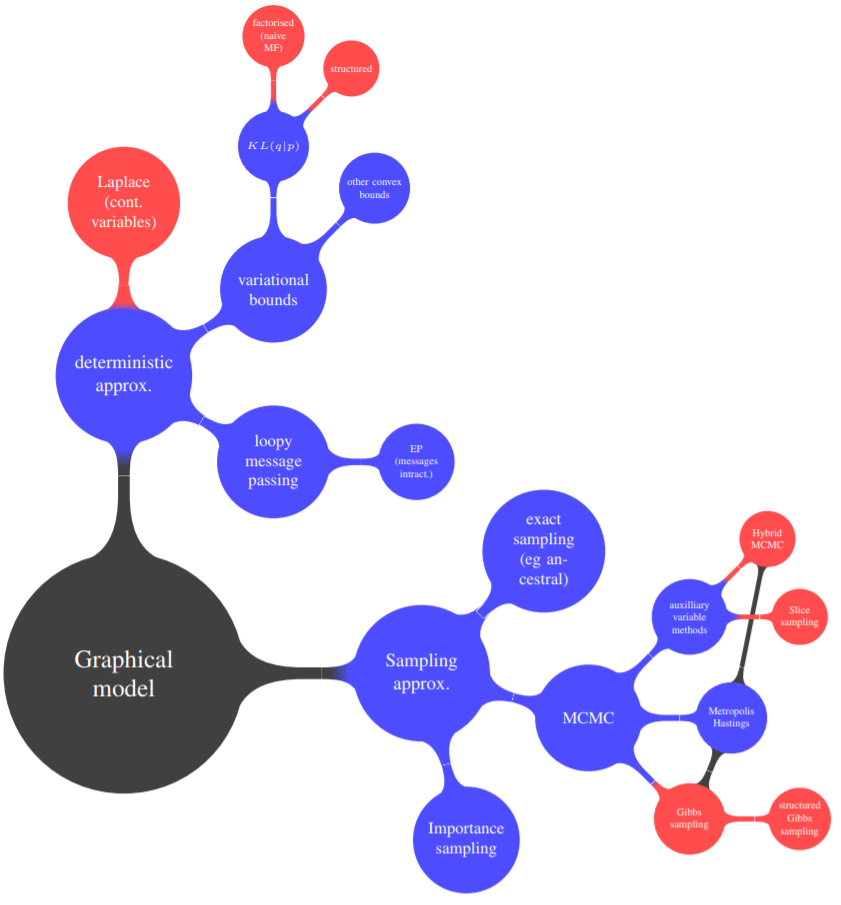 factorised
(naive
MF)
structured
KL(q|p)
Laplace
(cont.
variables)
other convex
bounds
variational
bounds
deterministic
approx.
loopy
message
passing
EP
(messages
intract.)
exact
sampling
(eg an-
cestral)
Hybrid
MCMC
auxilliary
variable
methods
Slice
sampling
Graphical
model
Sampling
approx.
MCMC
Metropolis
Hastings
Gibbs
sampling
structured
Gibbs
sampling
Importance
sampling